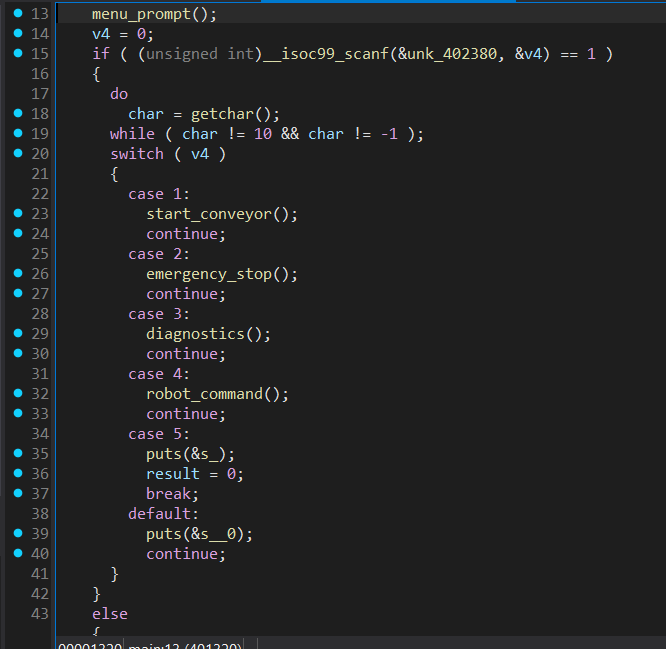 13 menu_prompt();
14 v4 = 0;
15 if ( (unsigned int)__isoc99_scanf(&unk_402380, &v4) == 1 )
16 {
17 do
18 char = getchar();
19 while ( char != 10 && char != -1 );
20 switch ( v4 )
21 {
22 case 1:
23 start_conveyor();
24 continue;
25 case 2:
26 emergency_stop();
27 continue;
28 case 3:
29 diagnostics();
30 continue;
31 case 4:
32 robot_command();
33 continue;
34 case 5:
35 puts(&s_);
36 result = 0;
37 break;
38 default:
39 puts(&s__0);
40 continue;
41 }
42 }
43 else
{
00001320 main:13 (401320)